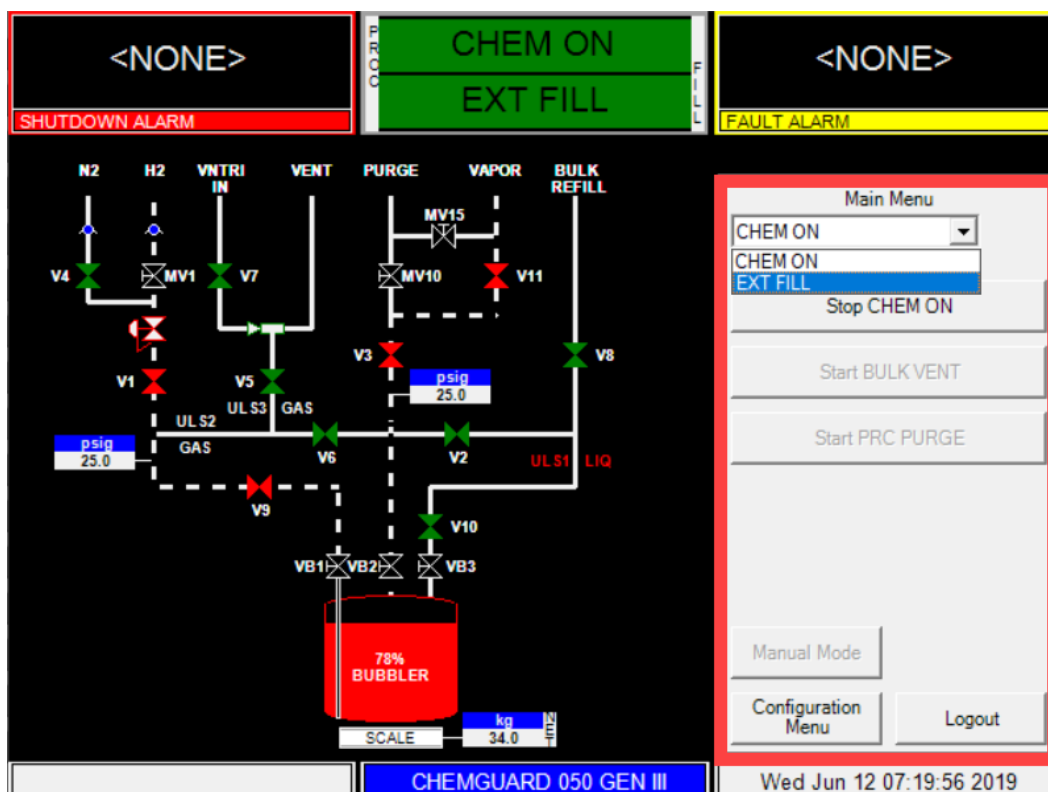 <NONE>
SHUTDOWN ALARM
PROC
CHEM ON
EXT FILL
FILL
<NONE>
FAULT ALARM
N2 H2 VNTRI IN VENT PURGE VAPOR BULK REFILL
MV15
V4 MV1 V7 MV10 V11
V3 V8
V1 V5
psig
25.0
ULS3 GAS
ULS2
GAS
psig
25.0
V6 V2
ULS1 LIQ
V9
V10
VB1 VB2 VB3
78%
BUBBLER
SCALE
kg
34.0
NET
Main Menu
CHEM ON
CHEM ON
EXT FILL
Stop CHEM ON
Start BULK VENT
Start PRC PURGE
Manual Mode
Configuration
Menu
Logout
CHEMGUARD 050 GEN III
Wed Jun 12 07:19:56 2019